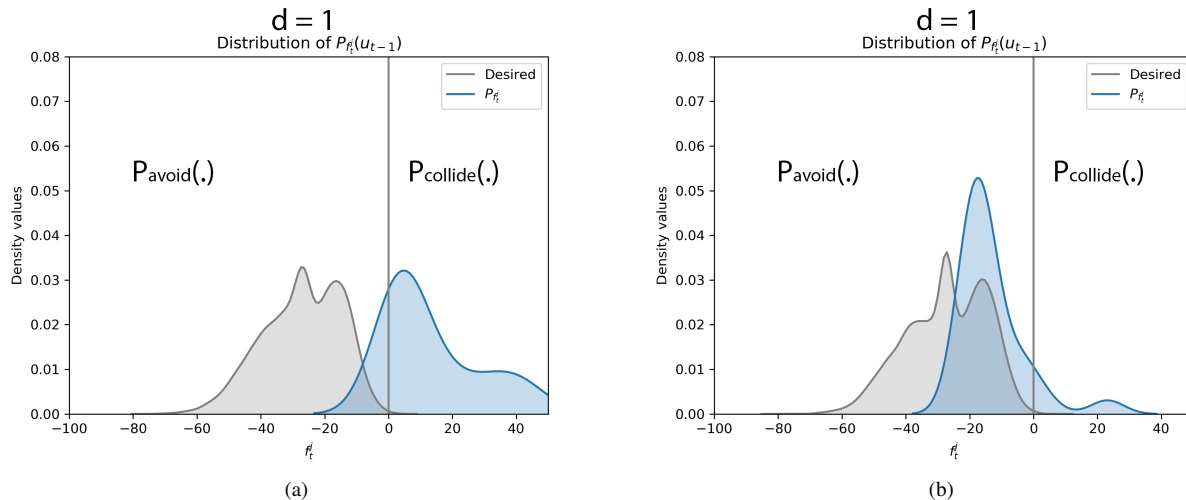 d = 1
Distribution of $P_{f_t^j}(u_{t-1})$
0.08
0.07
0.06
0.05
0.04
0.03
0.02
0.01
0.00
Density values
Desired
$P_{f_t^j}$
Pavoid(.)
Pcollide(.)
−100 −80 −60 −40 −20 0 20 40
$f_t^j$
(a)
d = 1
Distribution of $P_{f_t^j}(u_{t-1})$
0.08
0.07
0.06
0.05
0.04
0.03
0.02
0.01
0.00
Density values
Desired
$P_{f_t^j}$
Pavoid(.)
Pcollide(.)
−100 −80 −60 −40 −20 0 20 40
$f_t^j$
(b)